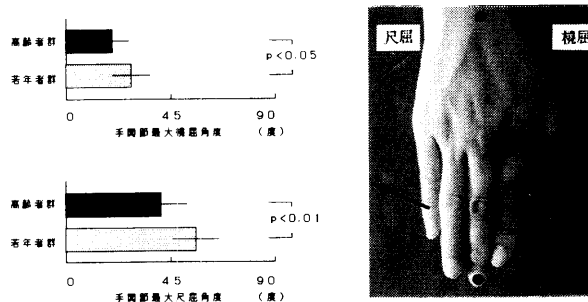 高齢者群
p<0.05
若年者群
0 45 90
手関節最大橈屈角度 (度)
高齢者群
p<0.01
若年者群
0 45 90
手関節最大尺屈角度 (度)
尺屈
橈屈